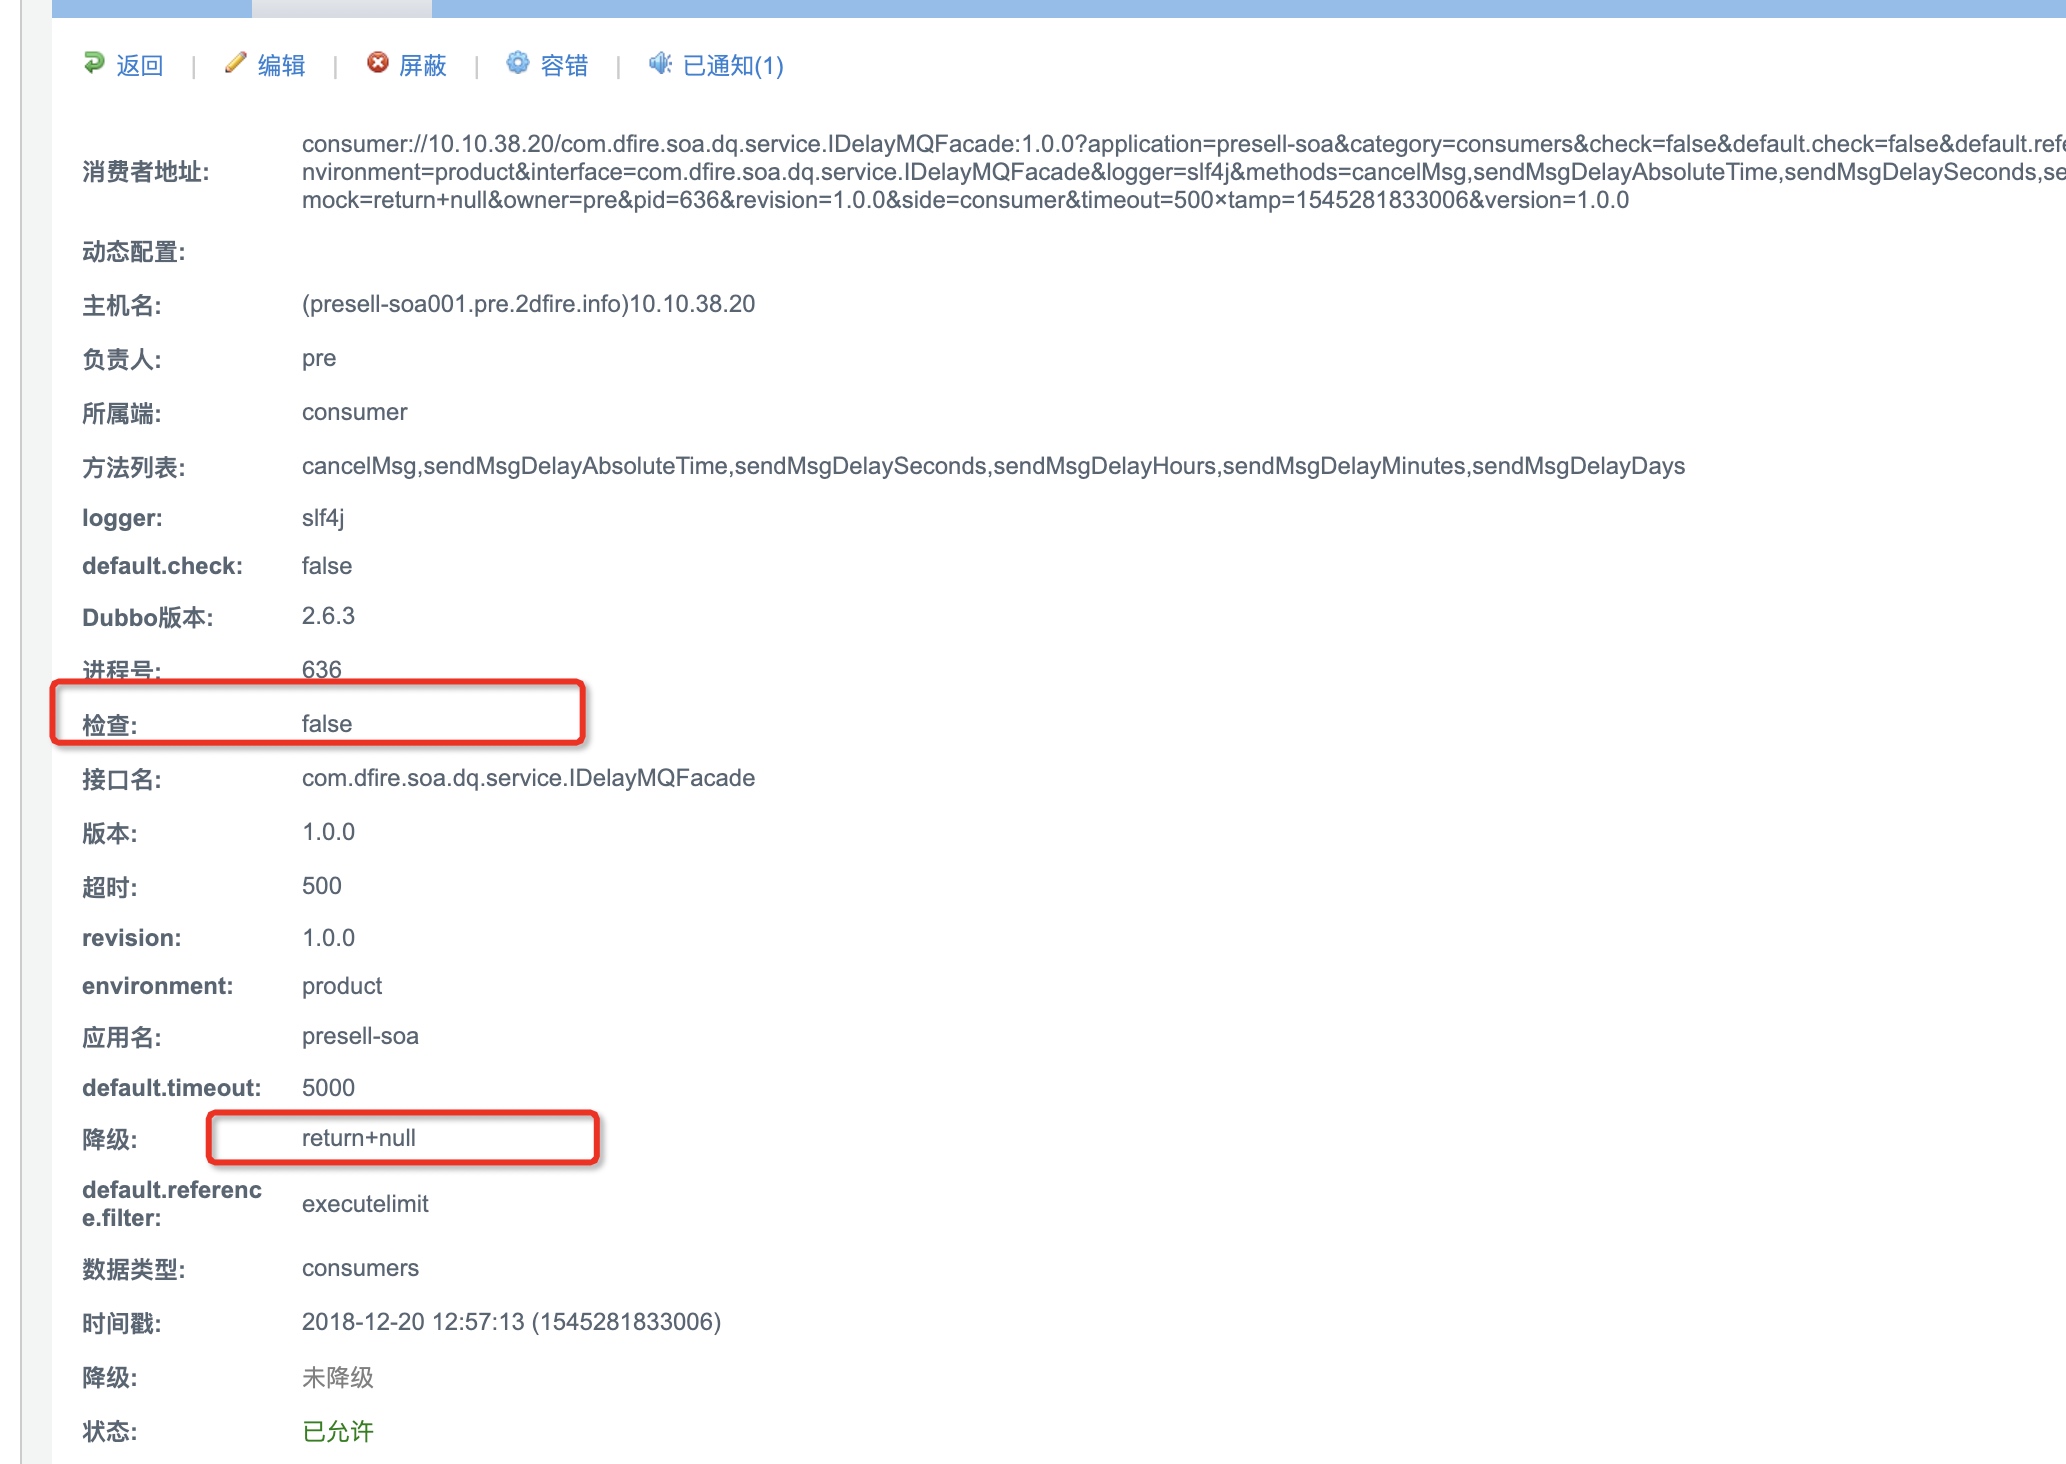 返回 | 编辑 | 屏蔽 | 容错 | 已通知(1)
消费者地址:
consumer://10.10.38.20/com.dfire.soa.dq.service.IDelayMQFacade:1.0.0?application=presell-soa&category=consumers&check=false&default.check=false&default.refe
nvironment=product&interface=com.dfire.soa.dq.service.IDelayMQFacade&logger=slf4j&methods=cancelMsg,sendMsgDelayAbsoluteTime,sendMsgDelaySeconds,se
mock=return+null&owner=pre&pid=636&revision=1.0.0&side=consumer&timeout=500×tamp=1545281833006&version=1.0.0
动态配置:
主机名: (presell-soa001.pre.2dfire.info)10.10.38.20
负责人: pre
所属端: consumer
方法列表: cancelMsg,sendMsgDelayAbsoluteTime,sendMsgDelaySeconds,sendMsgDelayHours,sendMsgDelayMinutes,sendMsgDelayDays
logger: slf4j
default.check: false
Dubbo版本: 2.6.3
进程号: 636
检查: false
接口名: com.dfire.soa.dq.service.IDelayMQFacade
版本: 1.0.0
超时: 500
revision: 1.0.0
environment: product
应用名: presell-soa
default.timeout: 5000
降级: return+null
default.referenc
e.filter: executelimit
数据类型: consumers
时间戳: 2018-12-20 12:57:13 (1545281833006)
降级: 未降级
状态: 已允许